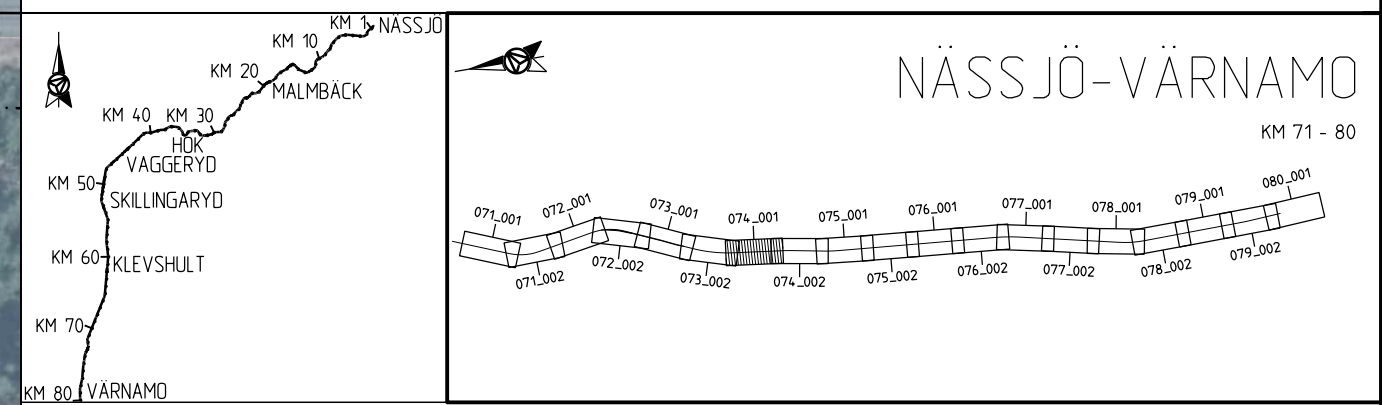 KM 1
NÄSSJÖ
KM 10
KM 20
MALMBÄCK
KM 40
KM 30
HOK
VAGGERYD
KM 50
SKILLINGARYD
KM 60
KLEVSHULT
KM 70
KM 80
VÄRNAMO
NÄSSJÖ-VÄRNAMO
KM 71 - 80
071_001
072_001
073_001
074_001
075_001
076_001
077_001
078_001
079_001
080_001
071_002
072_002
073_002
074_002
075_002
076_002
077_002
078_002
079_002